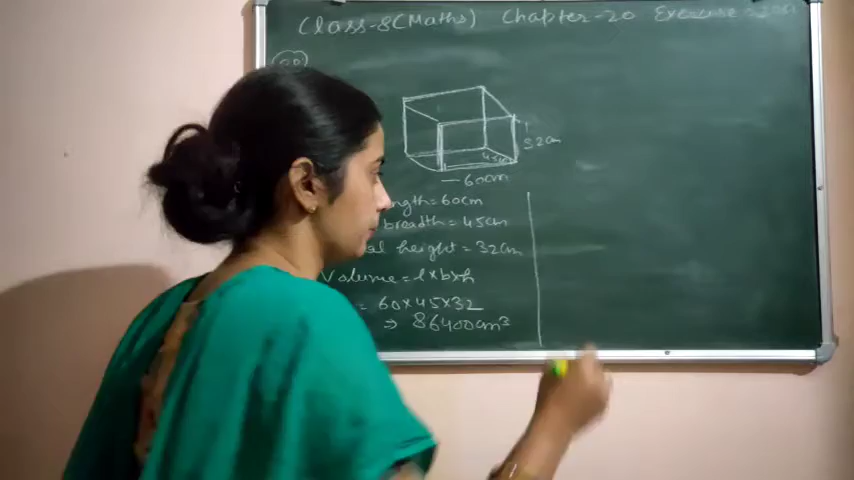 Class-8(Maths) Chapter-20 Exercise
32cm
45cm
-60cm
ngth=60cm
breadth=45cm
al height=32cm
Volume=l×b×h
=60×45×32
⇒ 86400cm³